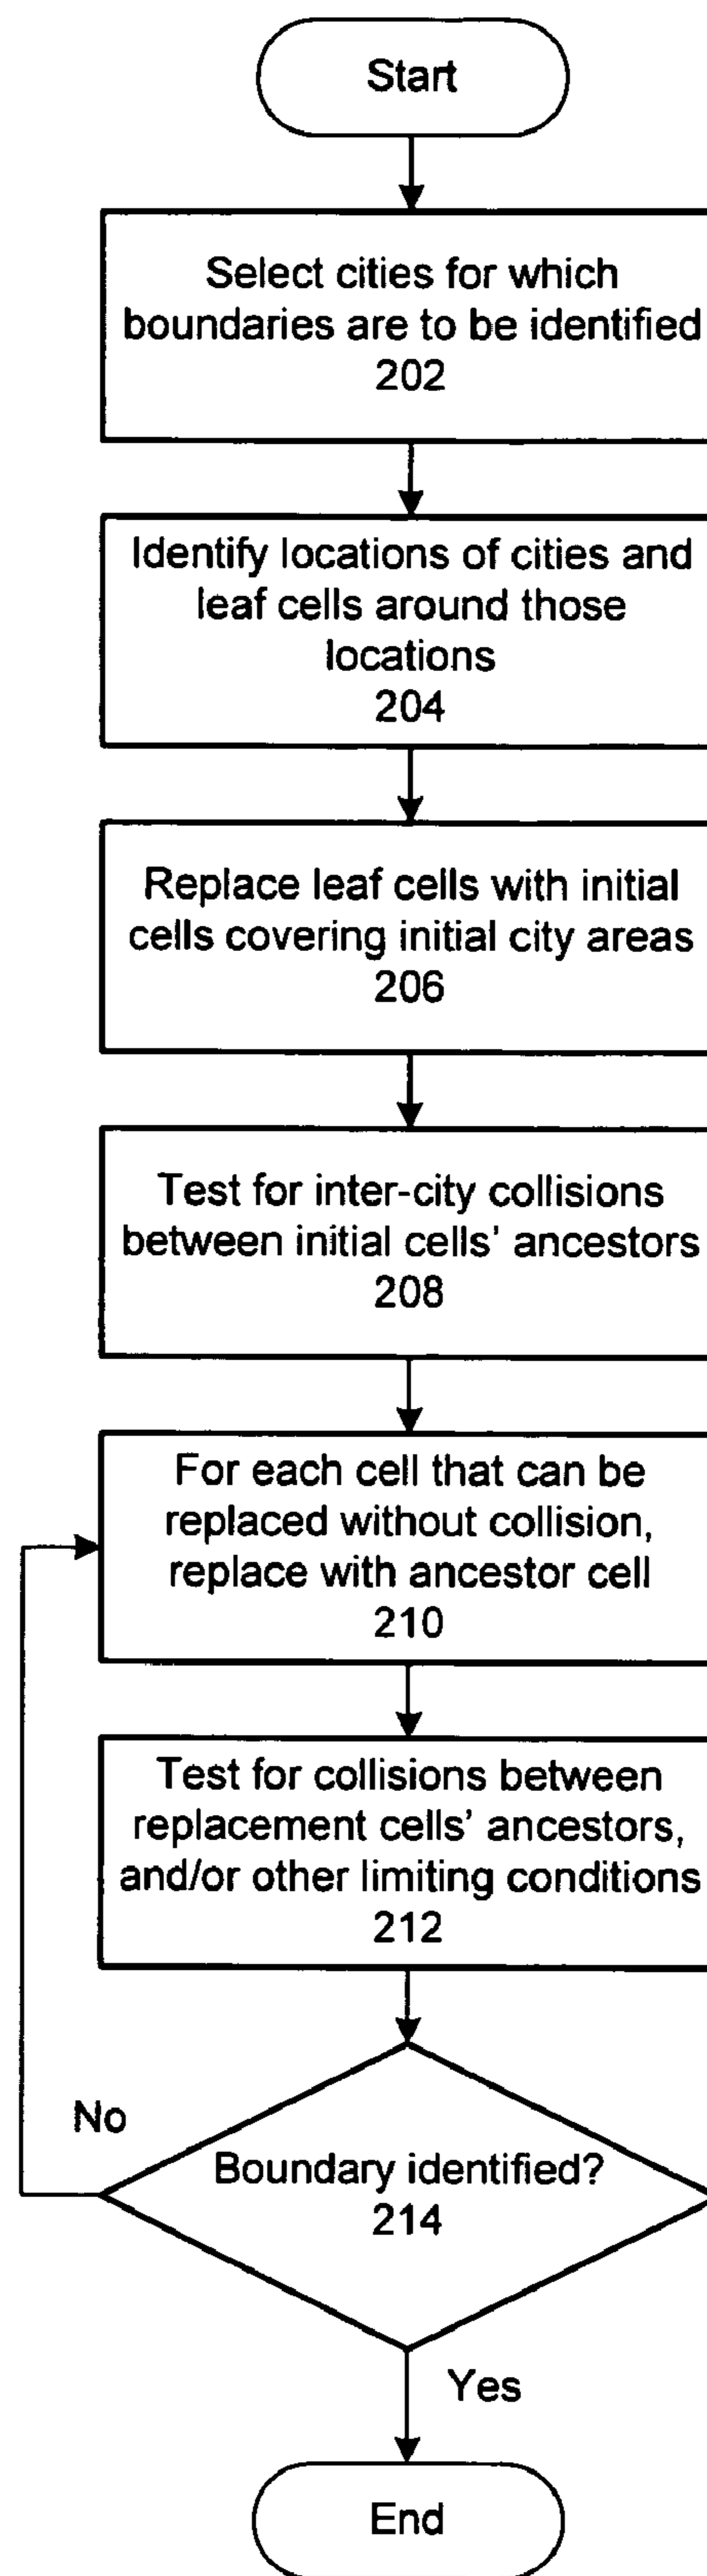 Start
Select cities for which
boundaries are to be identified
202
Identify locations of cities and
leaf cells around those
locations
204
Replace leaf cells with initial
cells covering initial city areas
206
Test for inter-city collisions
between initial cells' ancestors
208
For each cell that can be
replaced without collision,
replace with ancestor cell
210
Test for collisions between
replacement cells' ancestors,
and/or other limiting conditions
212
No
Boundary identified?
214
Yes
End